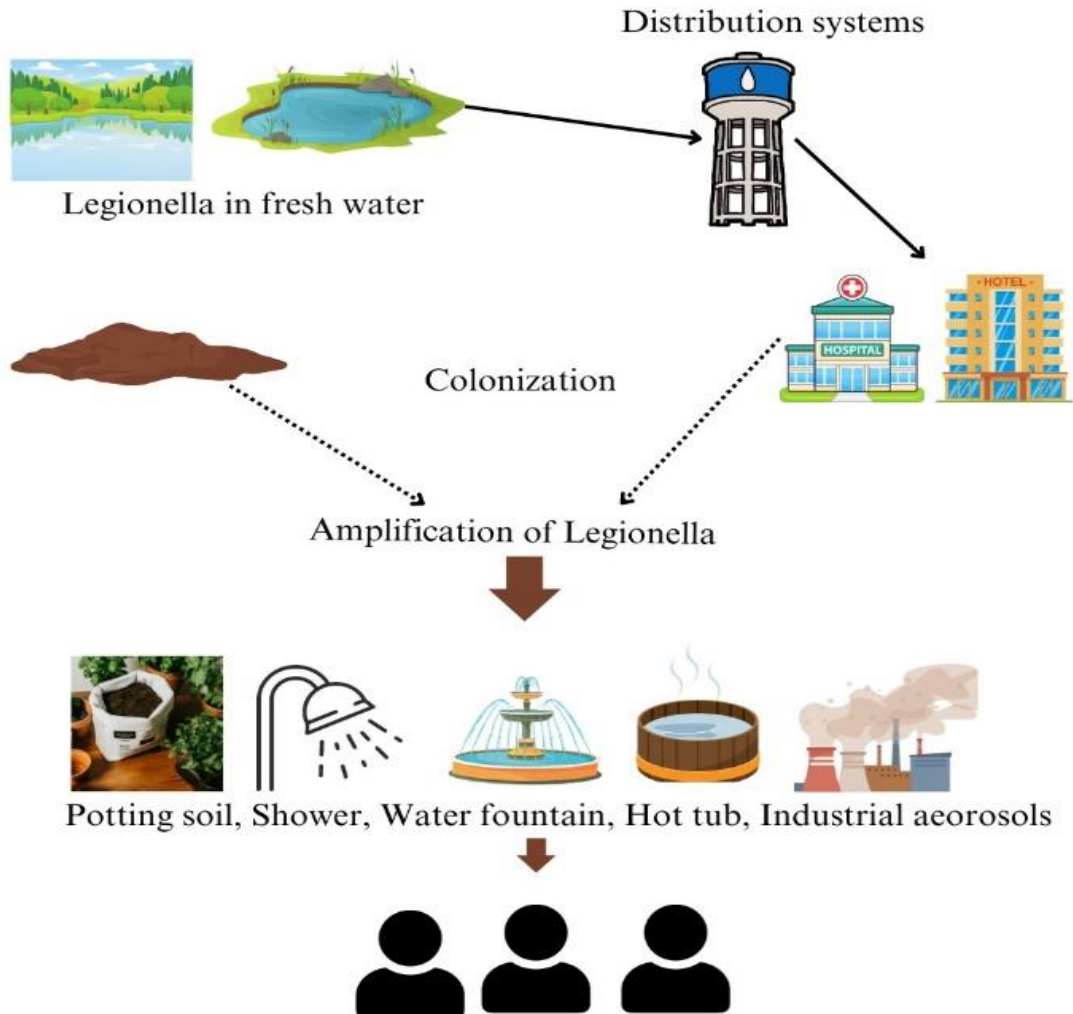 Distribution systems
Legionella in fresh water
HOTEL
HOSPITAL
Colonization
Amplification of Legionella
Potting soil, Shower, Water fountain, Hot tub, Industrial aeorosols